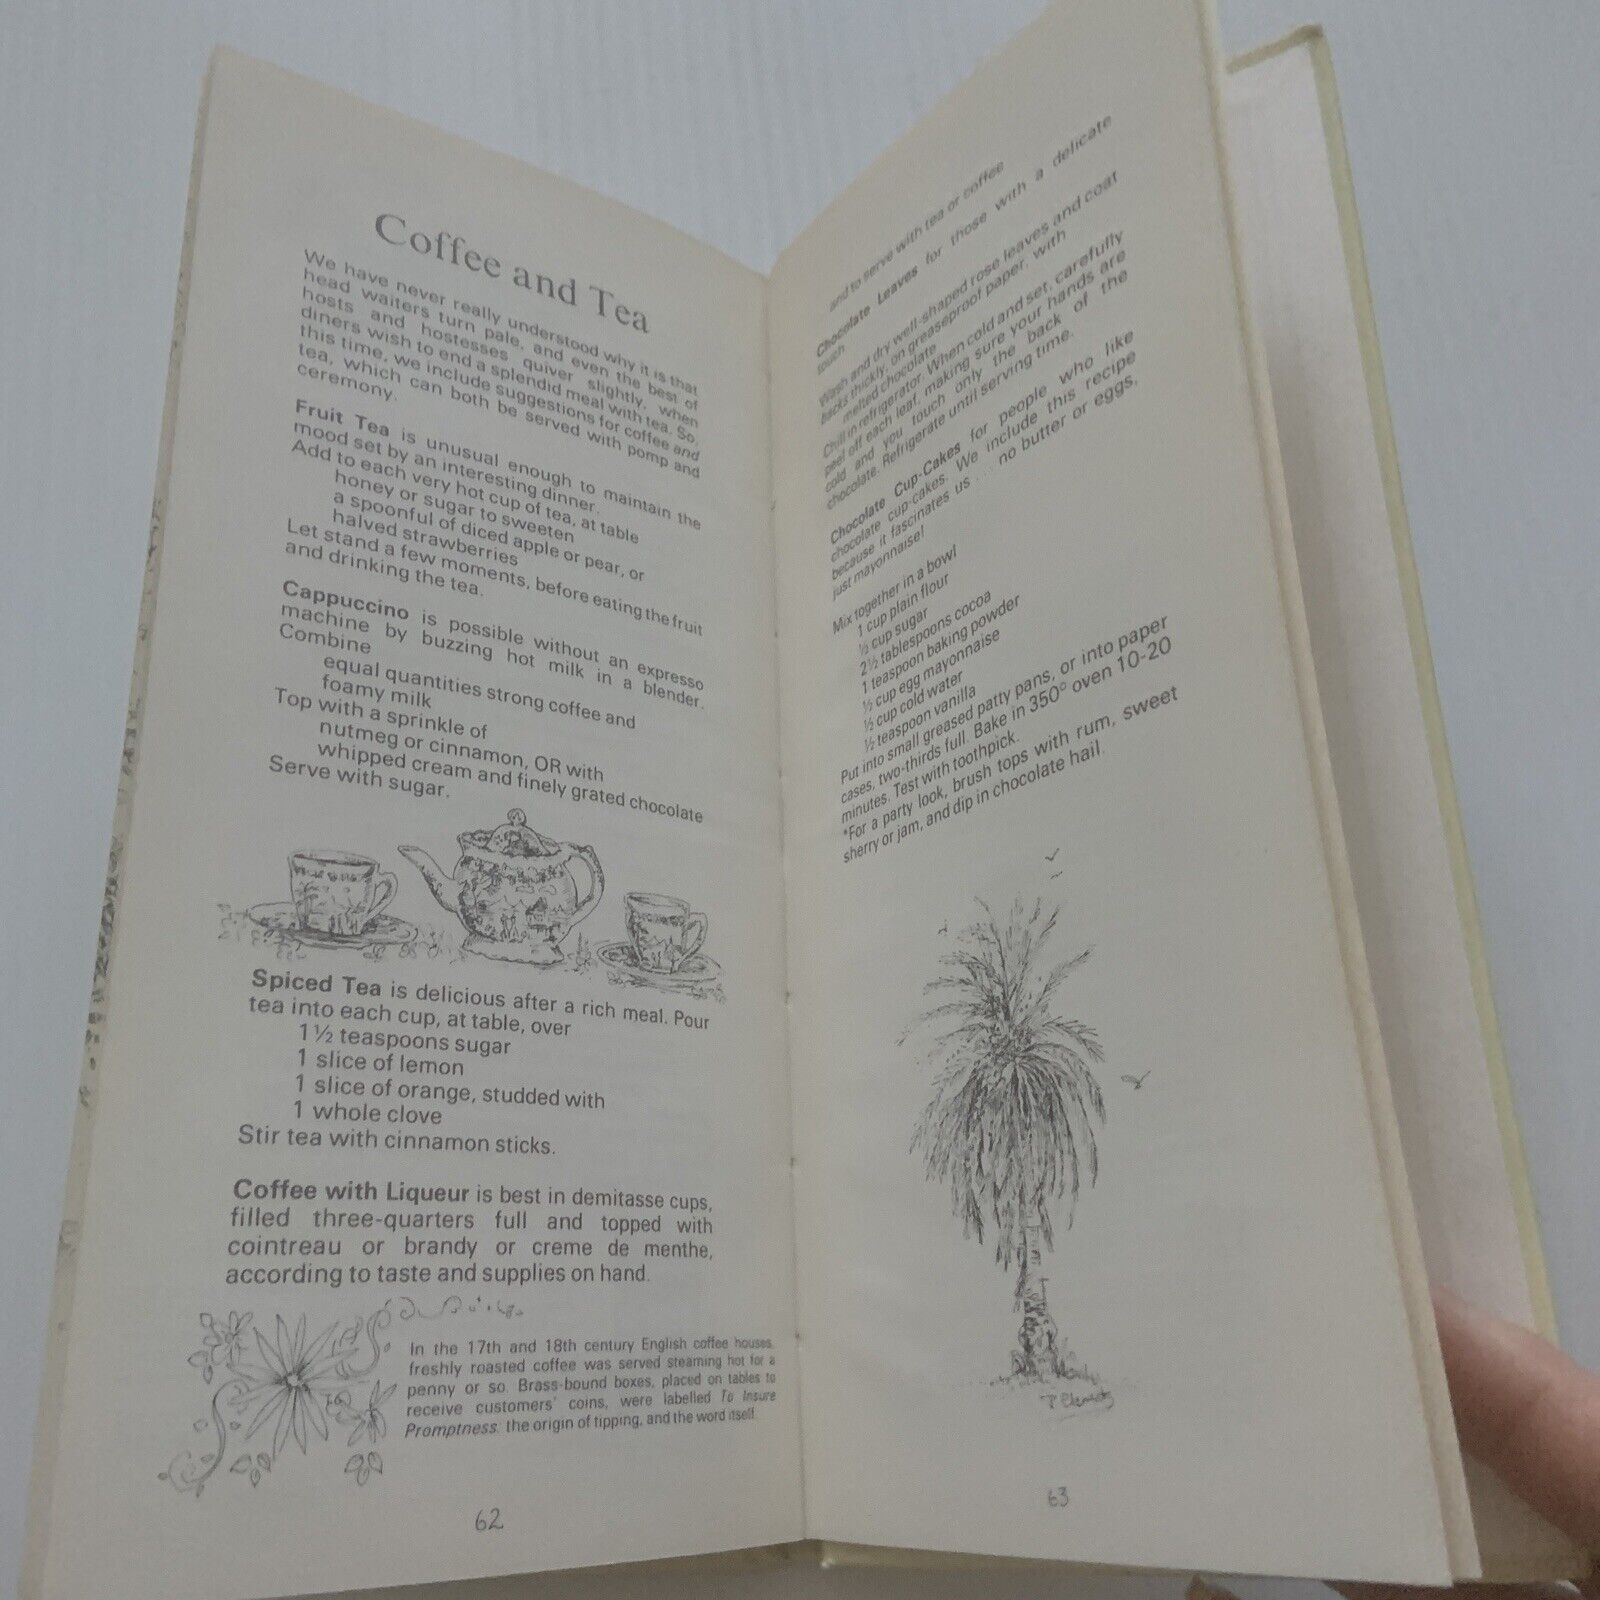 Coffee and Tea
We have never really understood why it is that
head waiters turn pale, and even the best of
hosts and hostesses quiver slightly, when
diners wish to end a splendid meal with tea. So,
this time, we include suggestions for coffee and
tea, which can both be served with pomp and
ceremony.
Fruit Tea is unusual enough to maintain the
mood set by an interesting dinner.
Add to each very hot cup of tea, at table
honey or sugar to sweeten
a spoonful of diced apple or pear, or
halved strawberries
Let stand a few moments, before eating the fruit
and drinking the tea.
Cappuccino is possible without an expresso
machine by buzzing hot milk in a blender.
Combine
equal quantities strong coffee and
foamy milk
Top with a sprinkle of
nutmeg or cinnamon, OR with
whipped cream and finely grated chocolate
Serve with sugar.
Spiced Tea is delicious after a rich meal. Pour
tea into each cup, at table, over
1½ teaspoons sugar
1 slice of lemon
1 slice of orange, studded with
1 whole clove
Stir tea with cinnamon sticks.
Coffee with Liqueur is best in demitasse cups,
filled three-quarters full and topped with
cointreau or brandy or creme de menthe,
according to taste and supplies on hand.
In the 17th and 18th century English coffee houses,
freshly roasted coffee was served steaming hot for a
penny or so. Brass-bound boxes, placed on tables to
receive customers' coins, were labelled To Insure
Promptness: the origin of tipping, and the word itself.
62
and to serve with tea or coffee
Chocolate Leaves for those with a delicate
touch.
Wash and dry well-shaped rose leaves and coat
backs thickly, on greaseproof paper, with
melted chocolate
Chill in refrigerator. When cold and set, carefully
peel off each leaf, making sure your hands are
cold and you touch only the back of the
chocolate. Refrigerate until serving time.
Chocolate Cup-Cakes for people who like
chocolate cup-cakes. We include this recipe
because it fascinates us ... no butter or eggs,
just mayonnaise!
Mix together in a bowl
1 cup plain flour
½ cup sugar
2½ tablespoons cocoa
1 teaspoon baking powder
½ cup egg mayonnaise
½ cup cold water
½ teaspoon vanilla
Put into small greased patty pans, or into paper
cases, two-thirds full. Bake in 350° oven 10-20
minutes. Test with toothpick.
*For a party look, brush tops with rum, sweet
sherry or jam, and dip in chocolate hail.
63